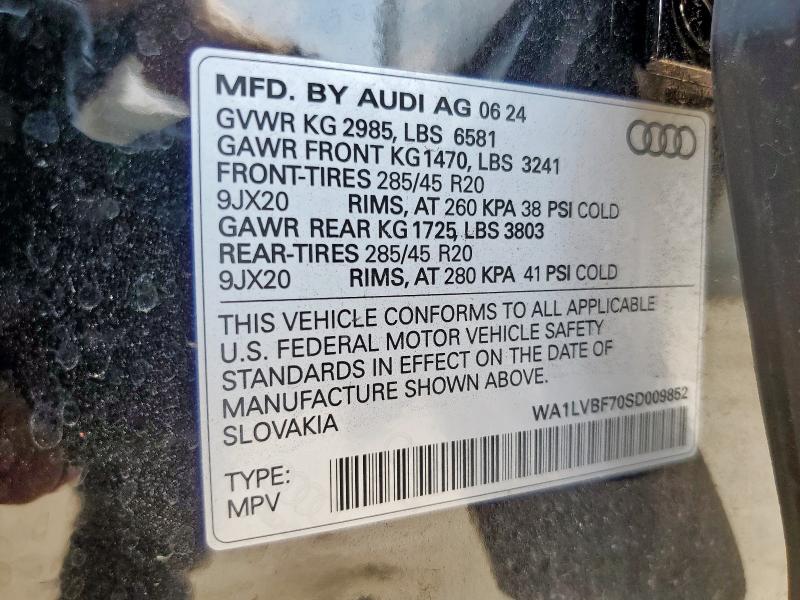 MFD. BY AUDI AG 06 24
GVWR KG 2985, LBS 6581
GAWR FRONT KG1470, LBS 3241
FRONT-TIRES 285/45 R20
9JX20 RIMS, AT 260 KPA 38 PSI COLD
GAWR REAR KG 1725, LBS 3803
REAR-TIRES 285/45 R20
9JX20 RIMS, AT 280 KPA 41 PSI COLD
THIS VEHICLE CONFORMS TO ALL APPLICABLE
U.S. FEDERAL MOTOR VEHICLE SAFETY
STANDARDS IN EFFECT ON THE DATE OF
MANUFACTURE SHOWN ABOVE.
SLOVAKIA
WA1LVBF70SD009852
TYPE:
MPV